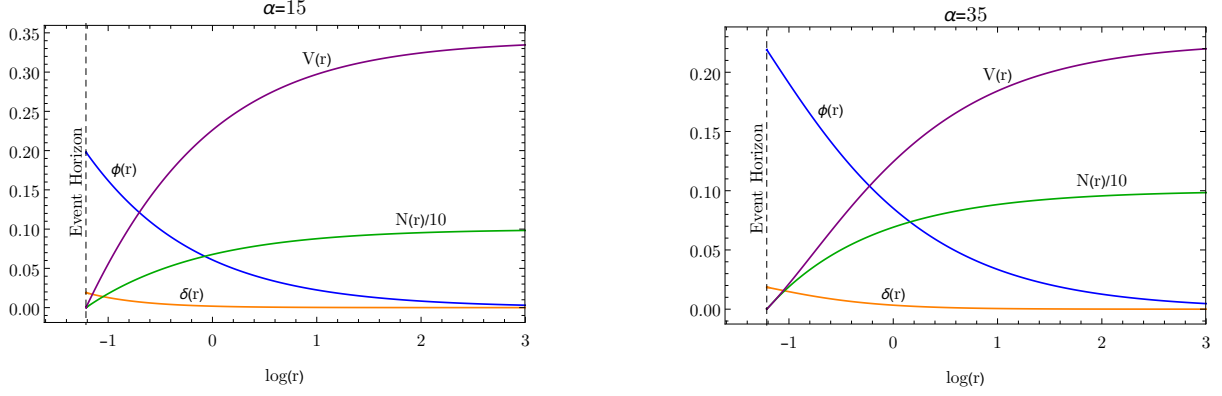 α=15
0.35
0.30
0.25
0.20
0.15
0.10
0.05
0.00
Event Horizon
V(r)
ϕ(r)
N(r)/10
δ(r)
−1
0
1
2
3
log(r)
α=35
0.20
0.15
0.10
0.05
0.00
Event Horizon
V(r)
ϕ(r)
N(r)/10
δ(r)
−1
0
1
2
3
log(r)